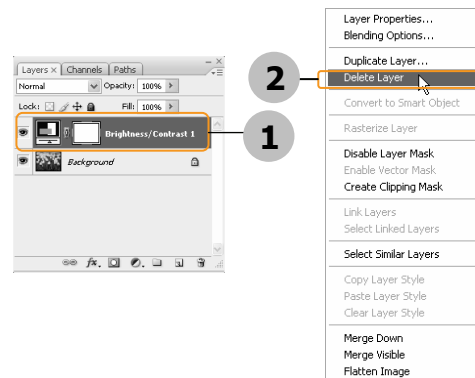 Layers × Channels Paths
Normal Opacity: 100%
Lock: Fill: 100%
Brightness/Contrast 1
Background
fx.
1
2
Layer Properties...
Blending Options...
Duplicate Layer...
Delete Layer
Convert to Smart Object
Rasterize Layer
Disable Layer Mask
Enable Vector Mask
Create Clipping Mask
Link Layers
Select Linked Layers
Select Similar Layers
Copy Layer Style
Paste Layer Style
Clear Layer Style
Merge Down
Merge Visible
Flatten Image